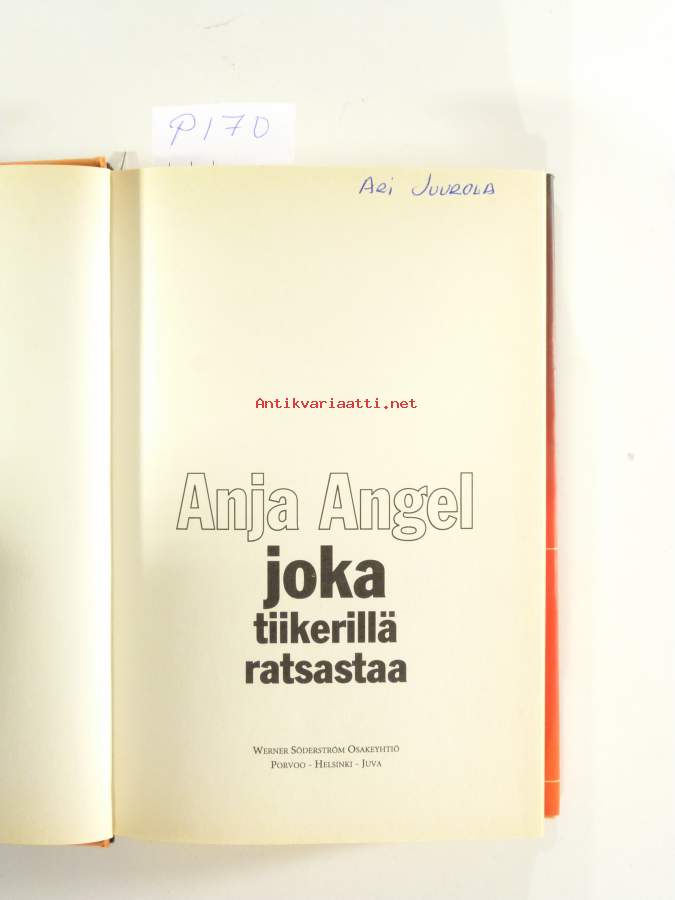 P170
Ari Juurola
Antikvariaatti.net
Anja Angel
joka
tiikerillä
ratsastaa
Werner Söderström Osakeyhtiö
Porvoo - Helsinki - Juva